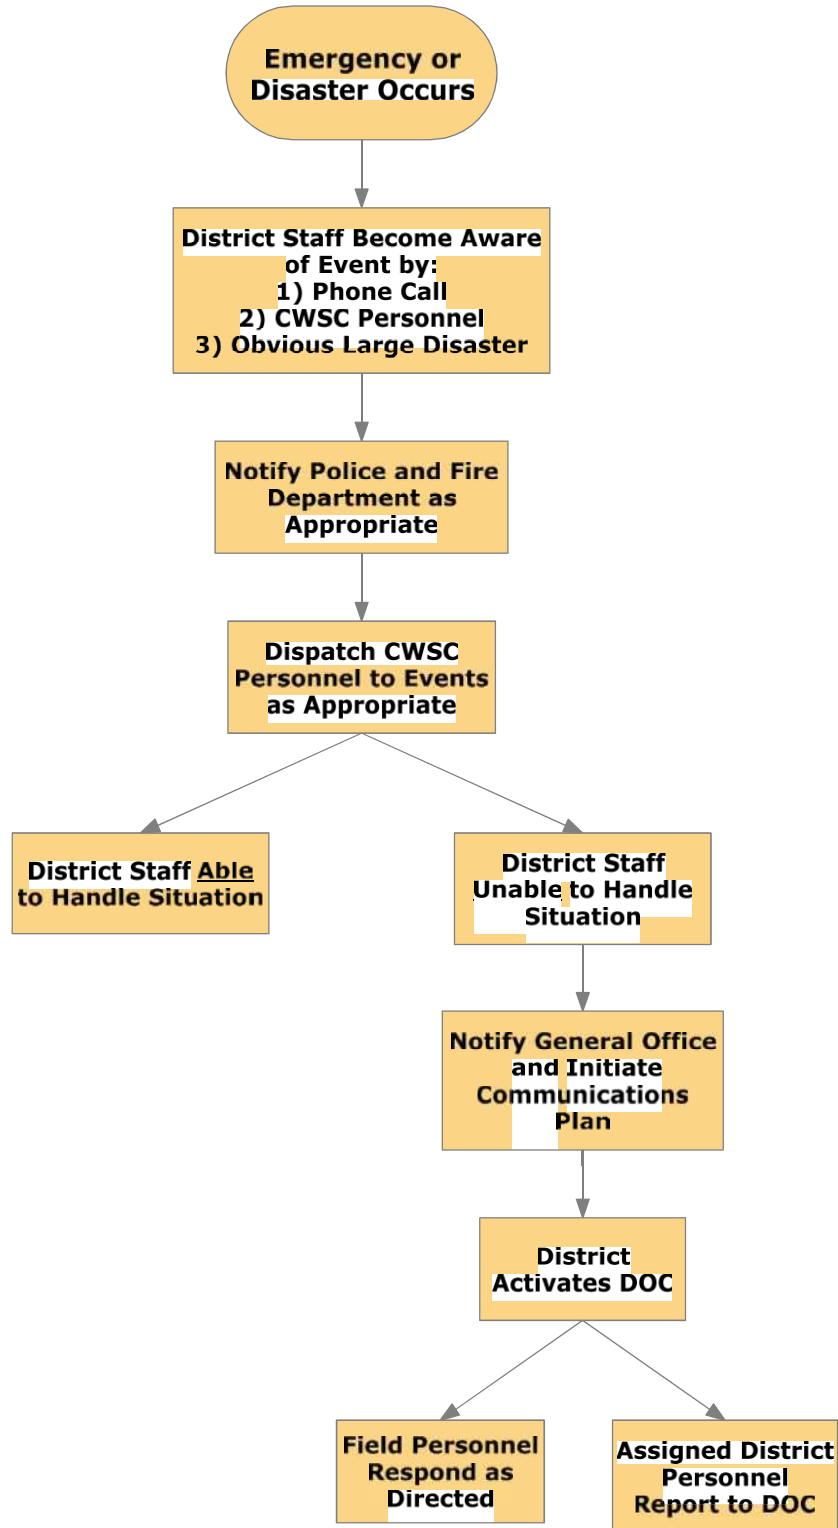 Emergency or
Disaster Occurs
District Staff Become Aware
of Event by:
1) Phone Call
2) CWSC Personnel
3) Obvious Large Disaster
Notify Police and Fire
Department as
Appropriate
Dispatch CWSC
Personnel to Events
as Appropriate
District Staff Able
to Handle Situation
District Staff
Unable to Handle
Situation
Notify General Office
and Initiate
Communications
Plan
District
Activates DOC
Field Personnel
Respond as
Directed
Assigned District
Personnel
Report to DOC